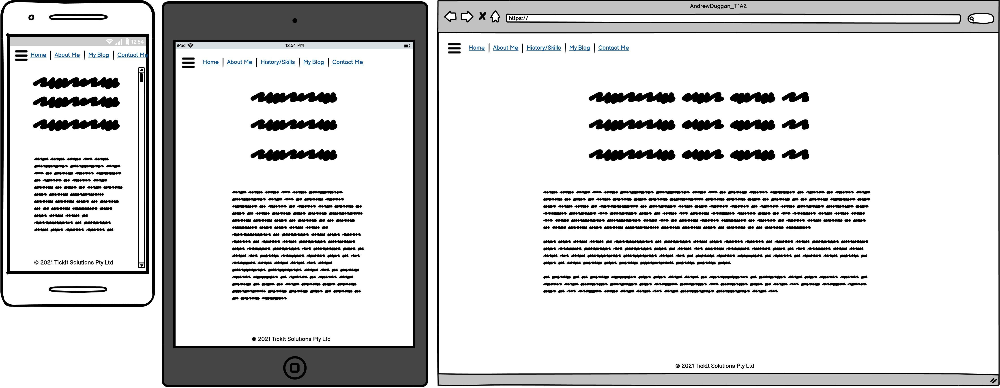 12:54
Home | About Me | My Blog | Contact Me
© 2021 TickIt Solutions Pty Ltd
iPad 12:54 PM
Home | About Me | History/Skills | My Blog | Contact Me
© 2021 TickIt Solutions Pty Ltd
AndrewDuggan_T1A2
https://
Home | About Me | History/Skills | My Blog | Contact Me
© 2021 TickIt Solutions Pty Ltd